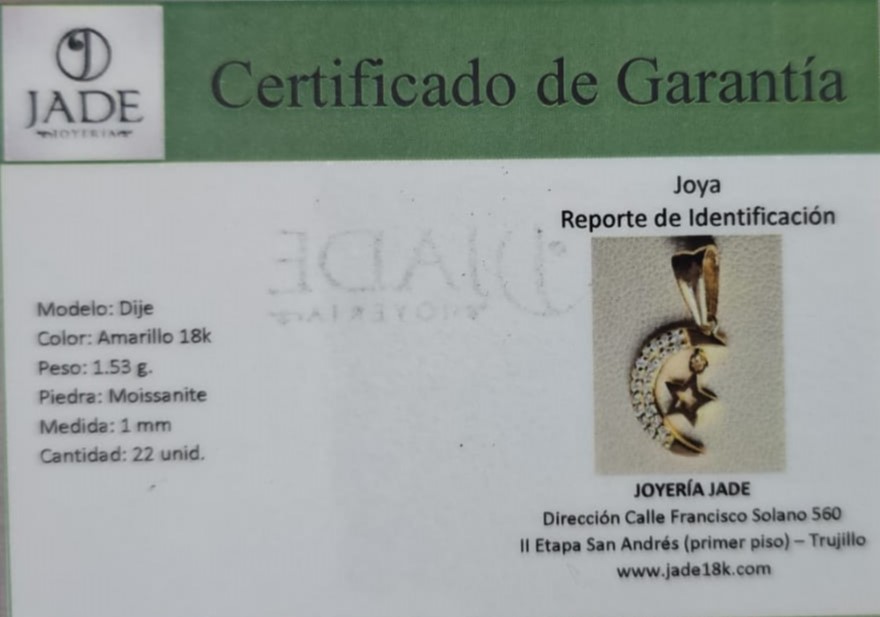 JADE
JOYERIA
Certificado de Garantía
Joya
Reporte de Identificación
JADE
JOYERIA
Modelo: Dije
Color: Amarillo 18k
Peso: 1.53 g.
Piedra: Moissanite
Medida: 1 mm
Cantidad: 22 unid.
JOYERÍA JADE
Dirección Calle Francisco Solano 560
II Etapa San Andrés (primer piso) – Trujillo
www.jade18k.com